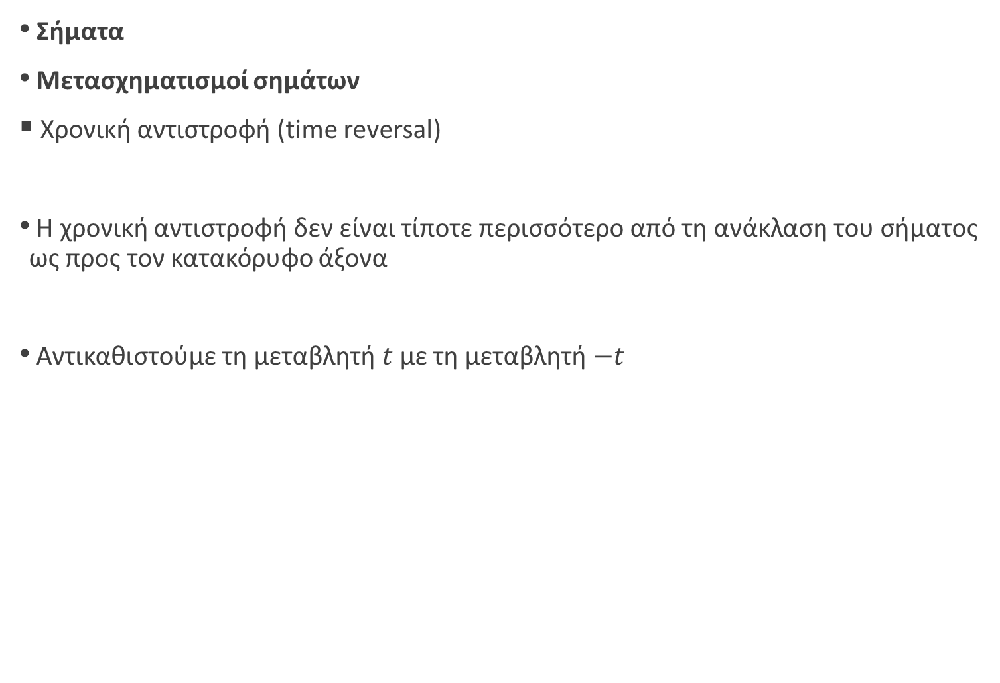 • Σήματα
• Μετασχηματισμοί σημάτων
▪ Χρονική αντιστροφή (time reversal)
• Η χρονική αντιστροφή δεν είναι τίποτε περισσότερο από τη ανάκλαση του σήματος
ως προς τον κατακόρυφο άξονα
• Αντικαθιστούμε τη μεταβλητή t με τη μεταβλητή −t